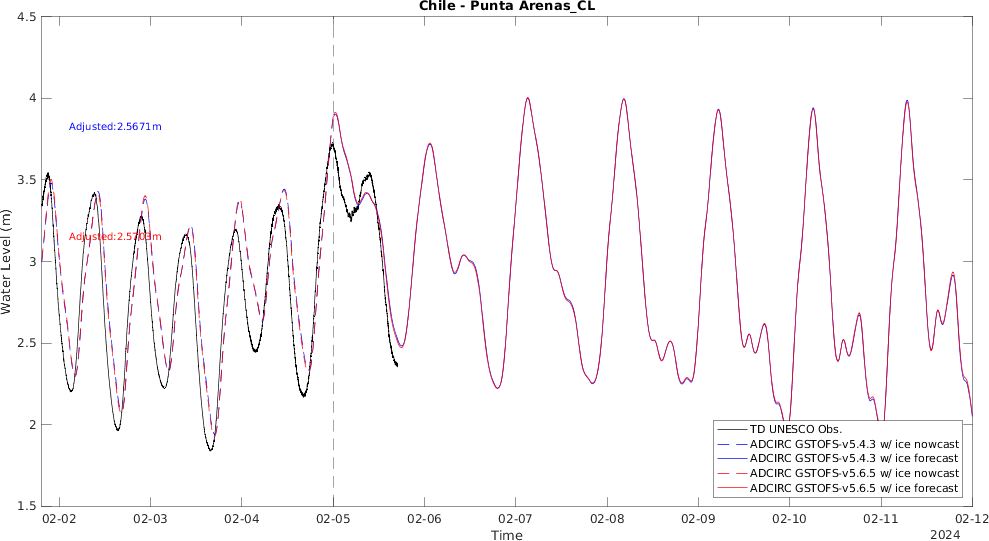 Chile - Punta Arenas_CL
4.5
4
3.5
3
2.5
2
1.5
Water Level (m)
Adjusted:2.5671m
02-02
02-03
02-04
02-05
02-06
02-07
02-08
02-09
02-10
02-11
02-12
Time
2024
TD UNESCO Obs.
ADCIRC GSTOFS-v5.4.3 w/ ice nowcast
ADCIRC GSTOFS-v5.4.3 w/ ice forecast
ADCIRC GSTOFS-v5.6.5 w/ ice nowcast
ADCIRC GSTOFS-v5.6.5 w/ ice forecast